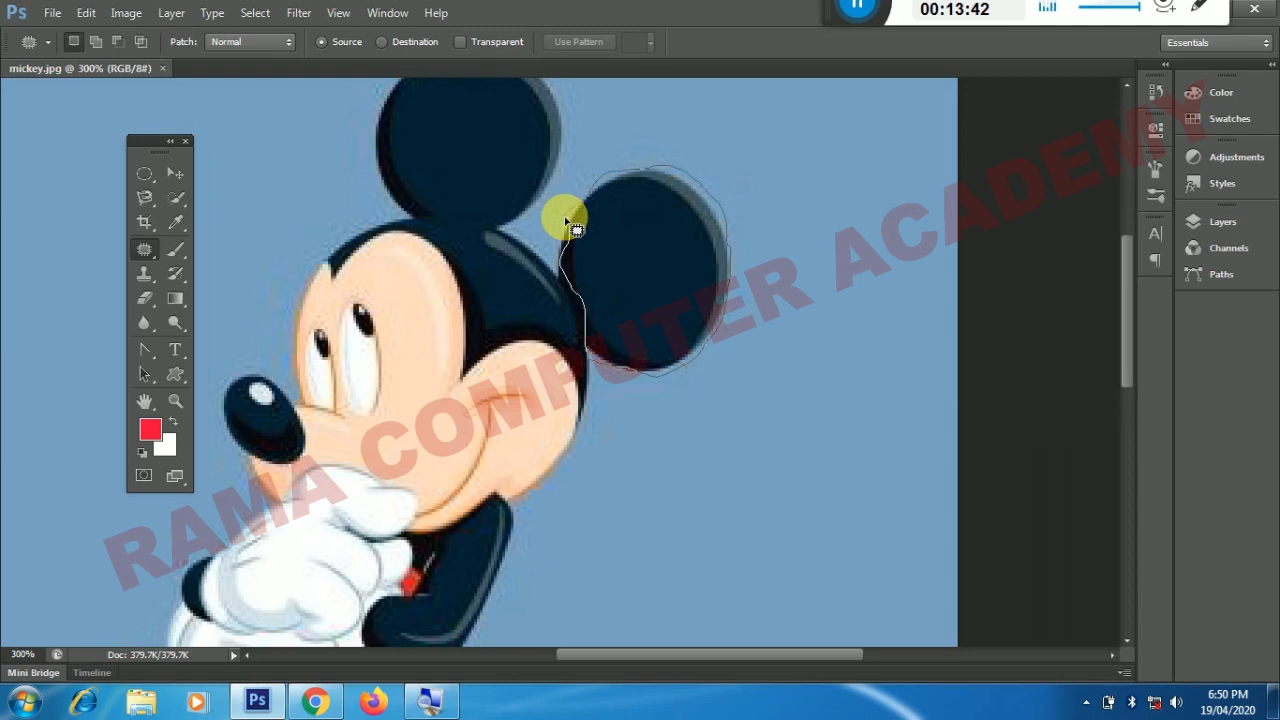 Ps File Edit Image Layer Type Select Filter View Window Help
00:13:42
Patch: Normal Source Destination Transparent Use Pattern Essentials
mickey.jpg @ 300% (RGB/8#) ×
Color
Swatches
Adjustments
Styles
Layers
Channels
Paths
RAMA COMPUTER ACADEMY
300% Doc: 379.7K/379.7K
Mini Bridge Timeline
Ps
6:50 PM
19/04/2020